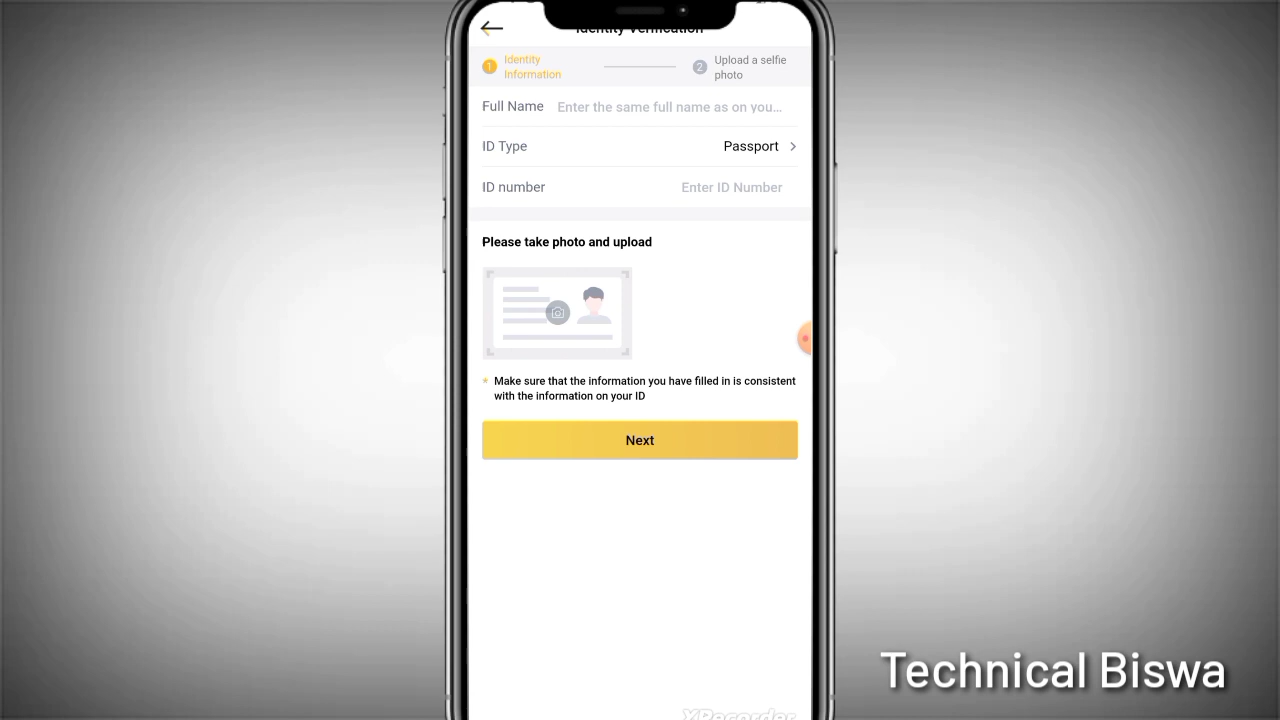 Identity Verification
1 Identity
Information
2 Upload a selfie
photo
Full Name Enter the same full name as on you...
ID Type Passport
ID number Enter ID Number
Please take photo and upload
* Make sure that the information you have filled in is consistent
with the information on your ID
Next
Technical Biswa
XRecorder